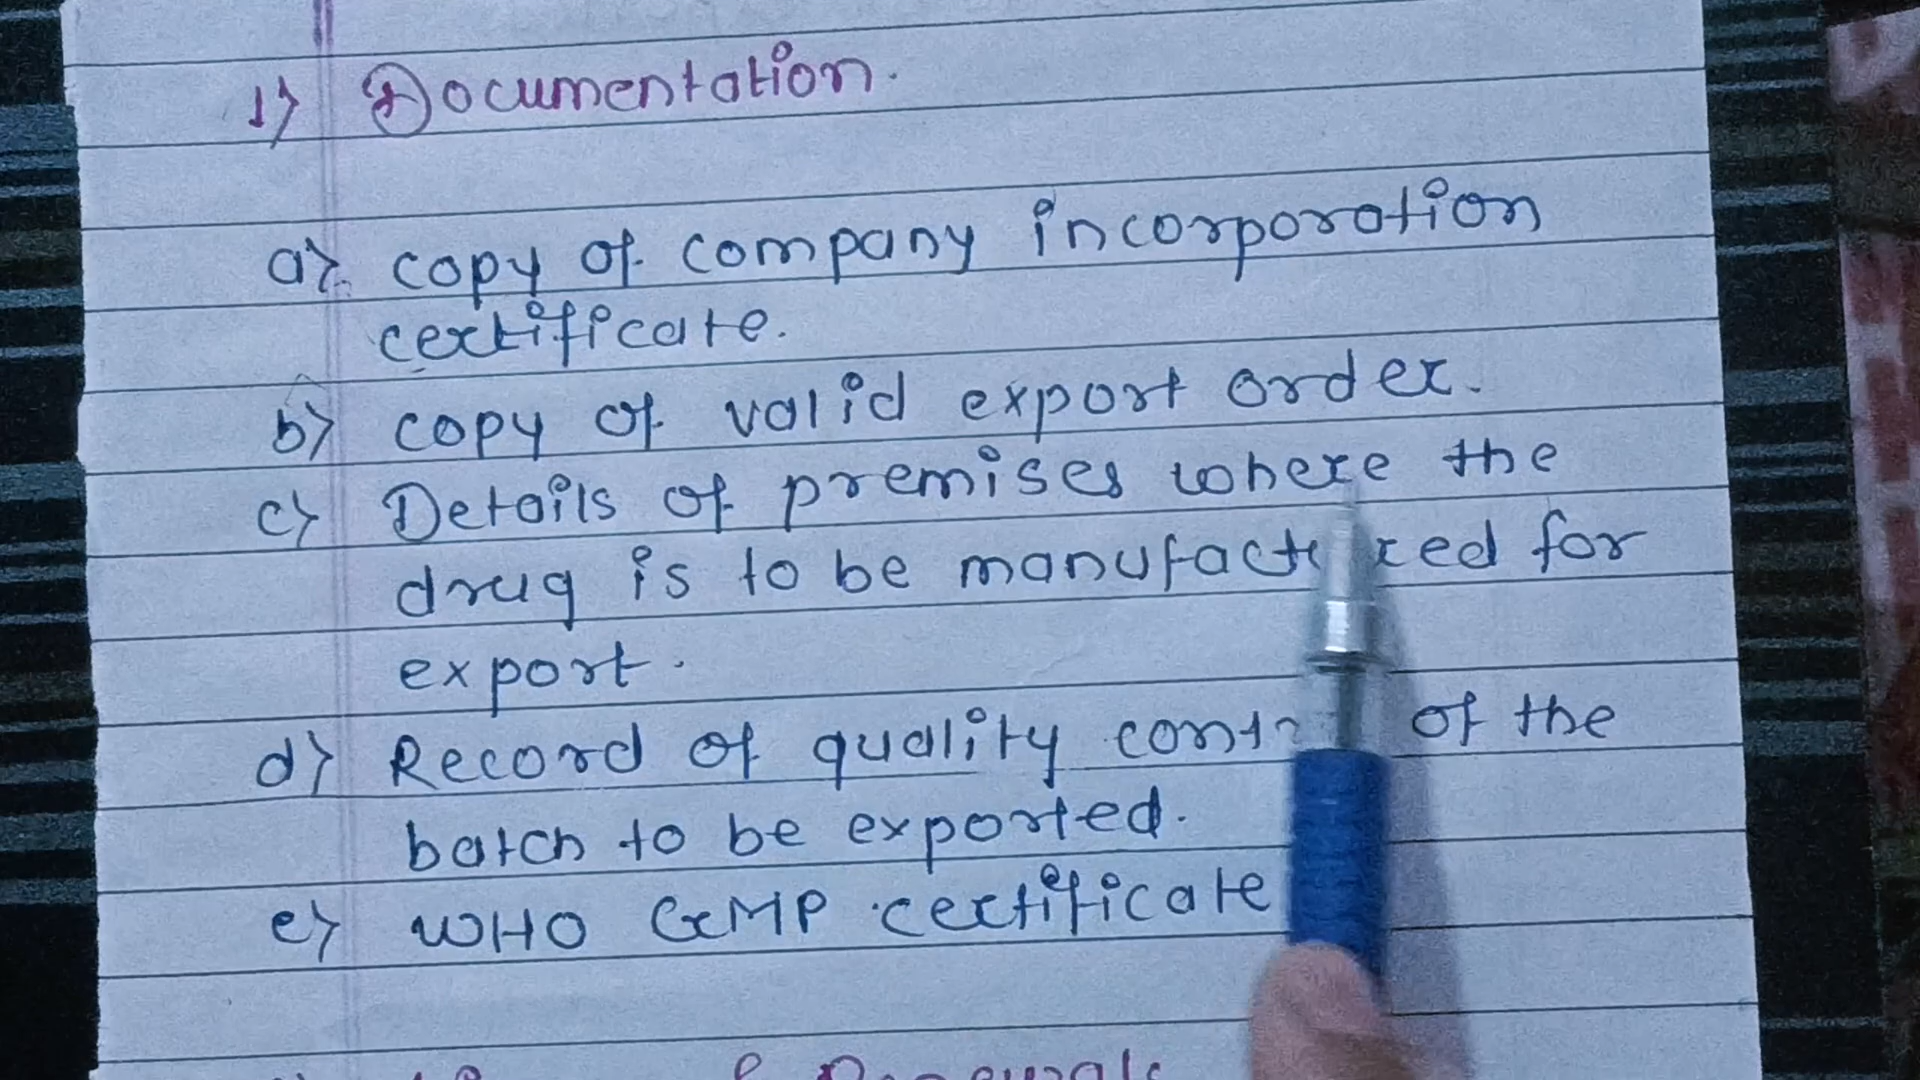 1) Documentation.
a) copy of company incorporation
certificate.
b) copy of valid export order.
c) Details of premises where the
drug is to be manufactured for
export.
d) Record of quality of the
batch to be exported.
e) WHO GMP certificate
& Renewals